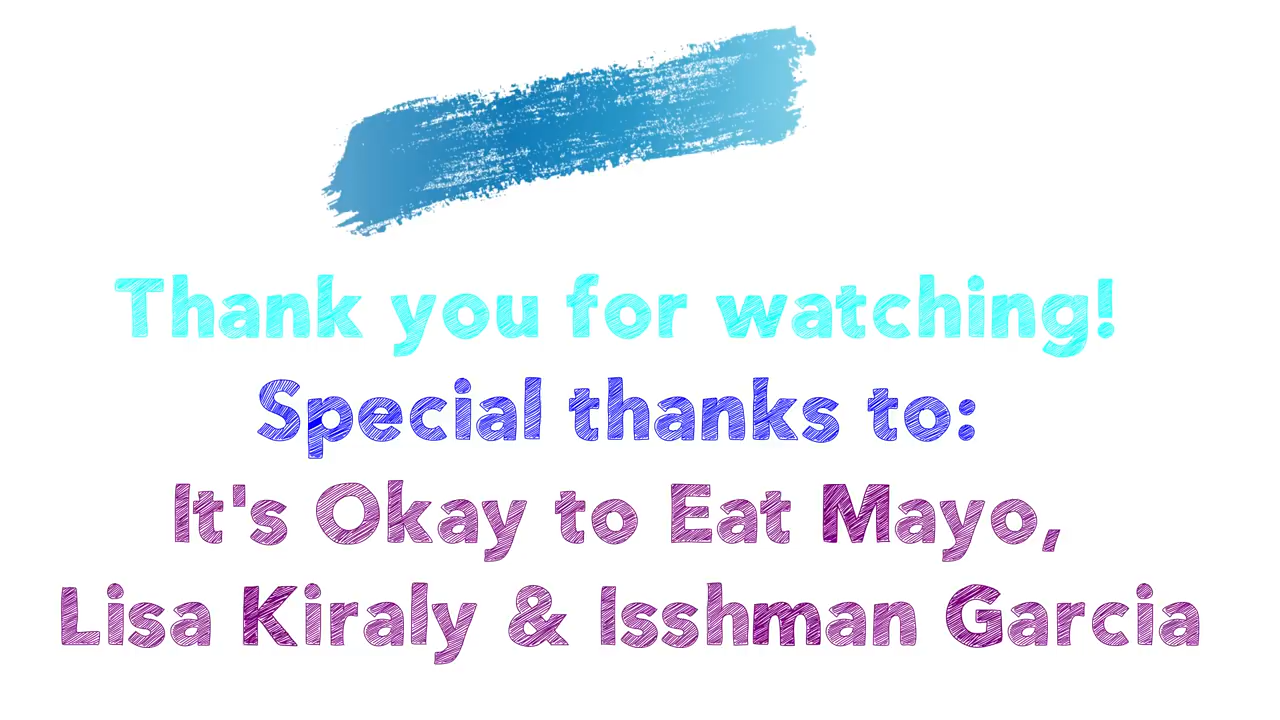 Thank you for watching!
Special thanks to:
It's Okay to Eat Mayo,
Lisa Kiraly & Isshman Garcia